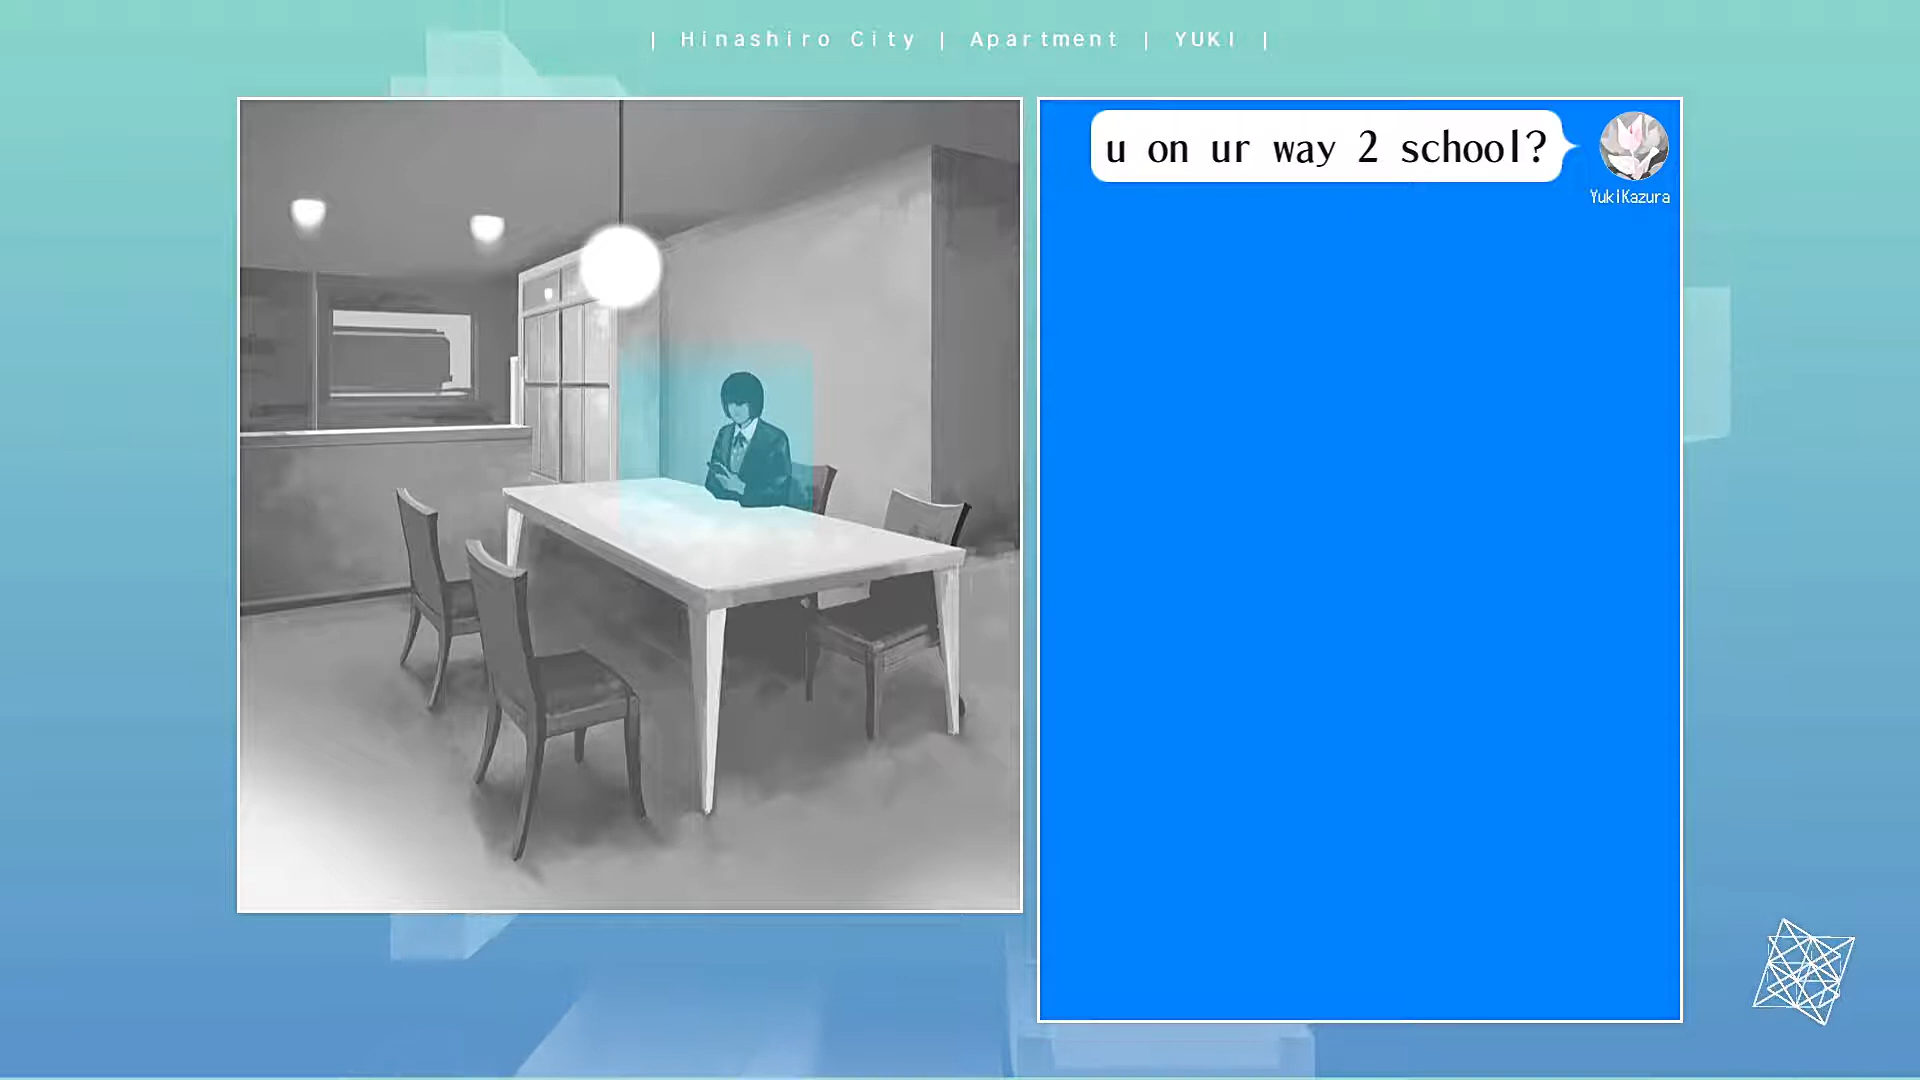 | Hinashiro City | Apartment | YUKI |
u on ur way 2 school?
YukiKazura